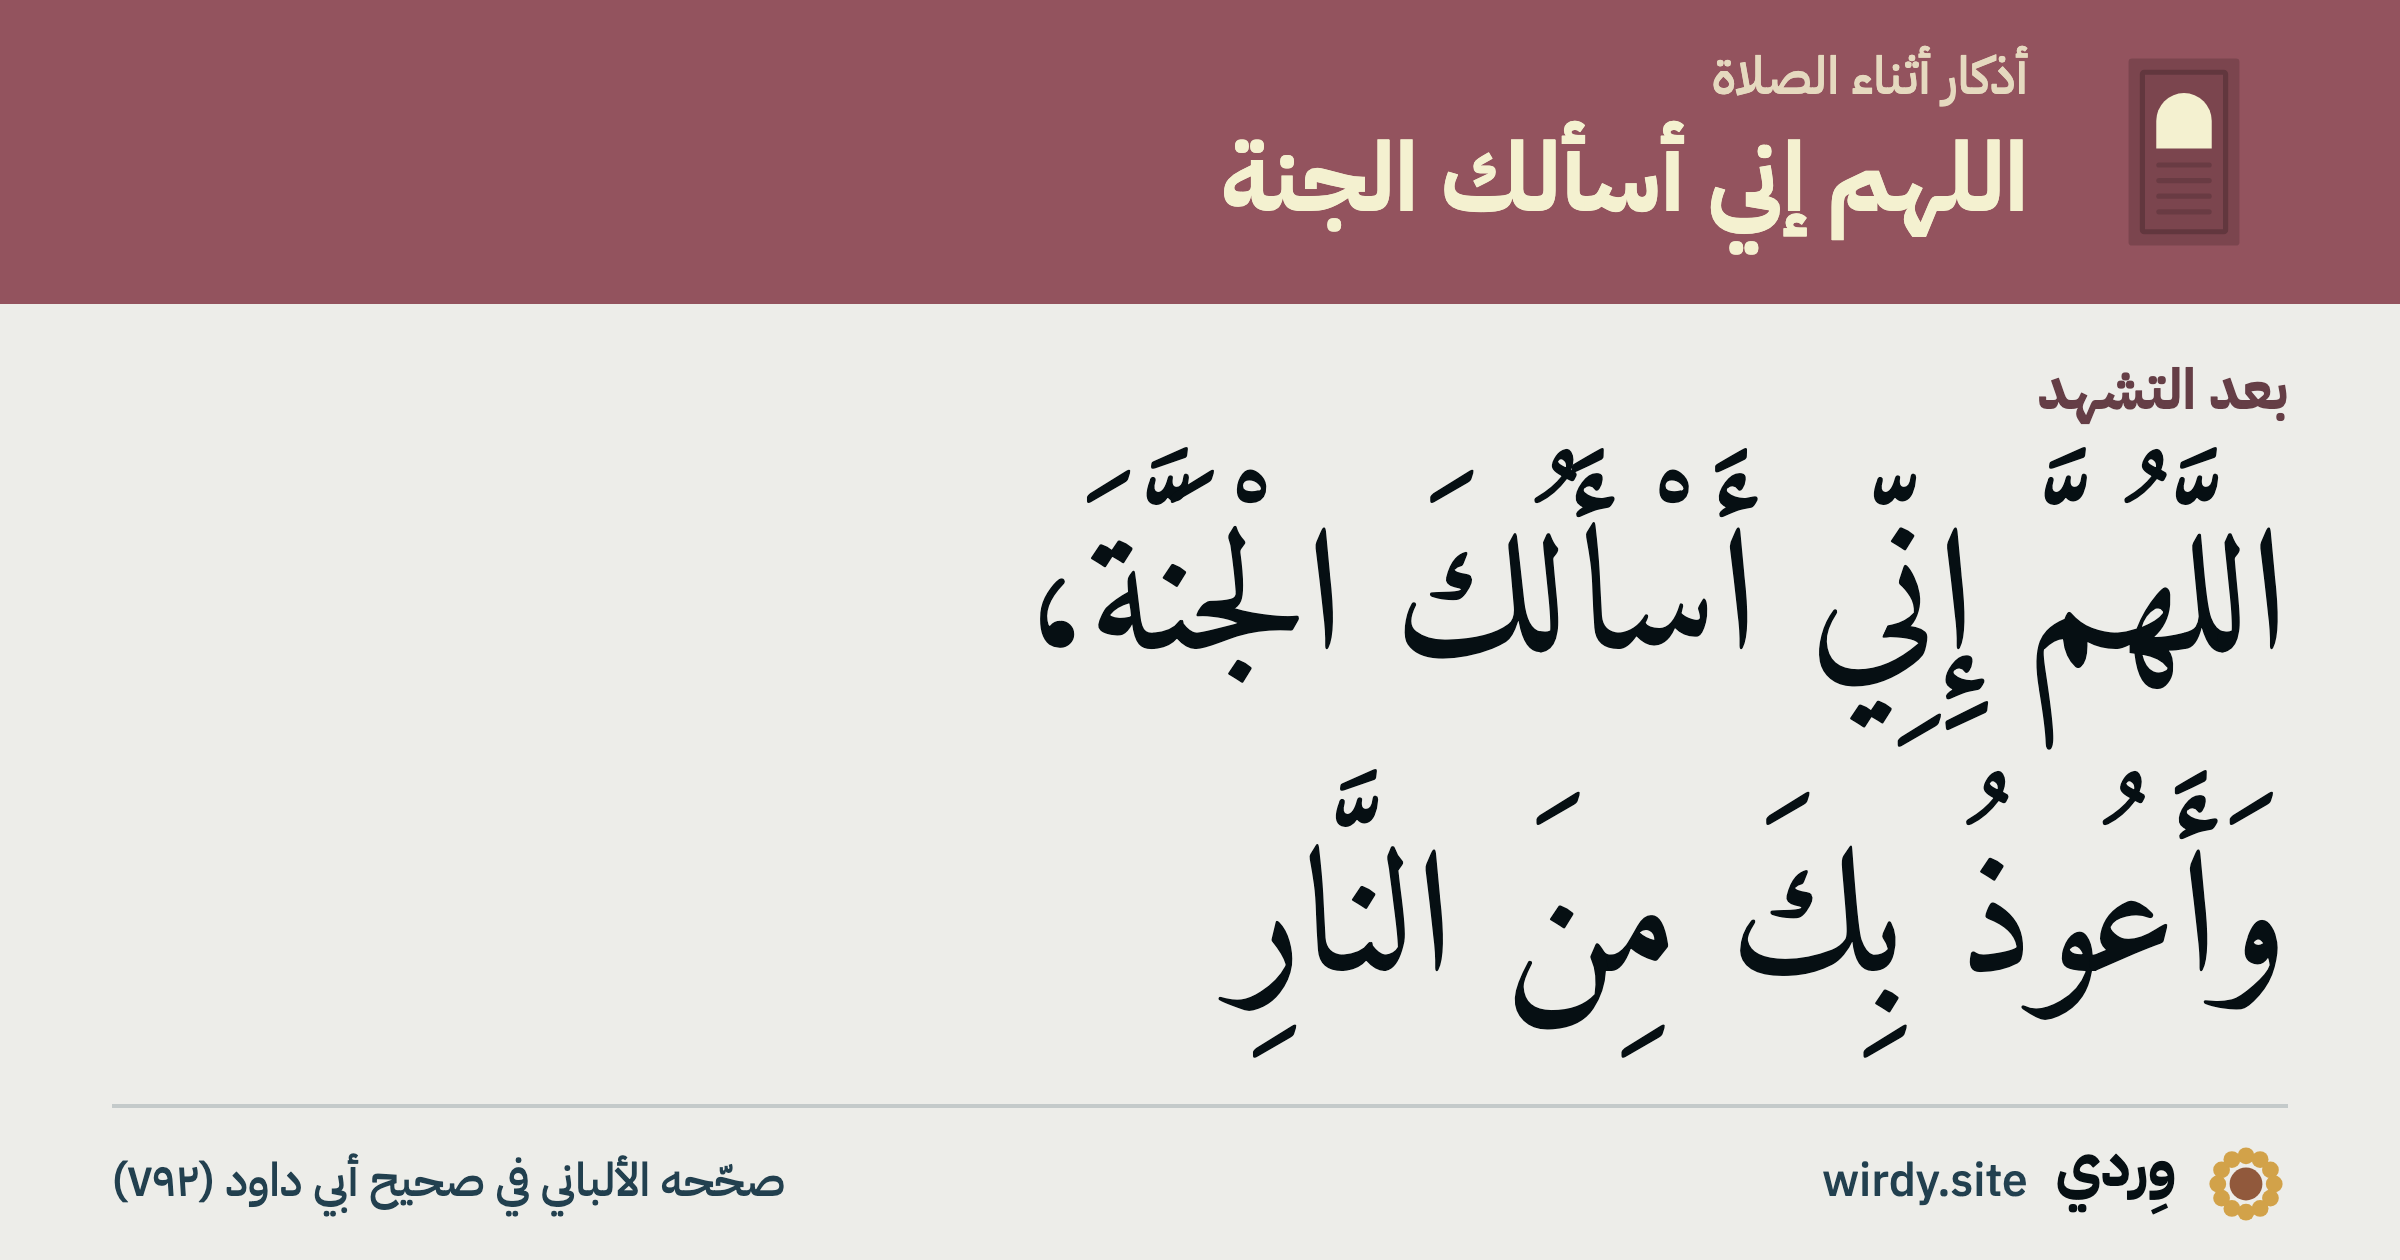 أذكار أثناء الصلاة
اللهم إني أسألك الجنة
بعد التشهد
اللَّهُمَّ إِنِّي أَسْأَلُكَ الْجَنَّةَ،
وَأَعُوذُ بِكَ مِنَ النَّارِ
وِردي wirdy.site
صحّحه الألباني في صحيح أبي داود (٧٩٢)